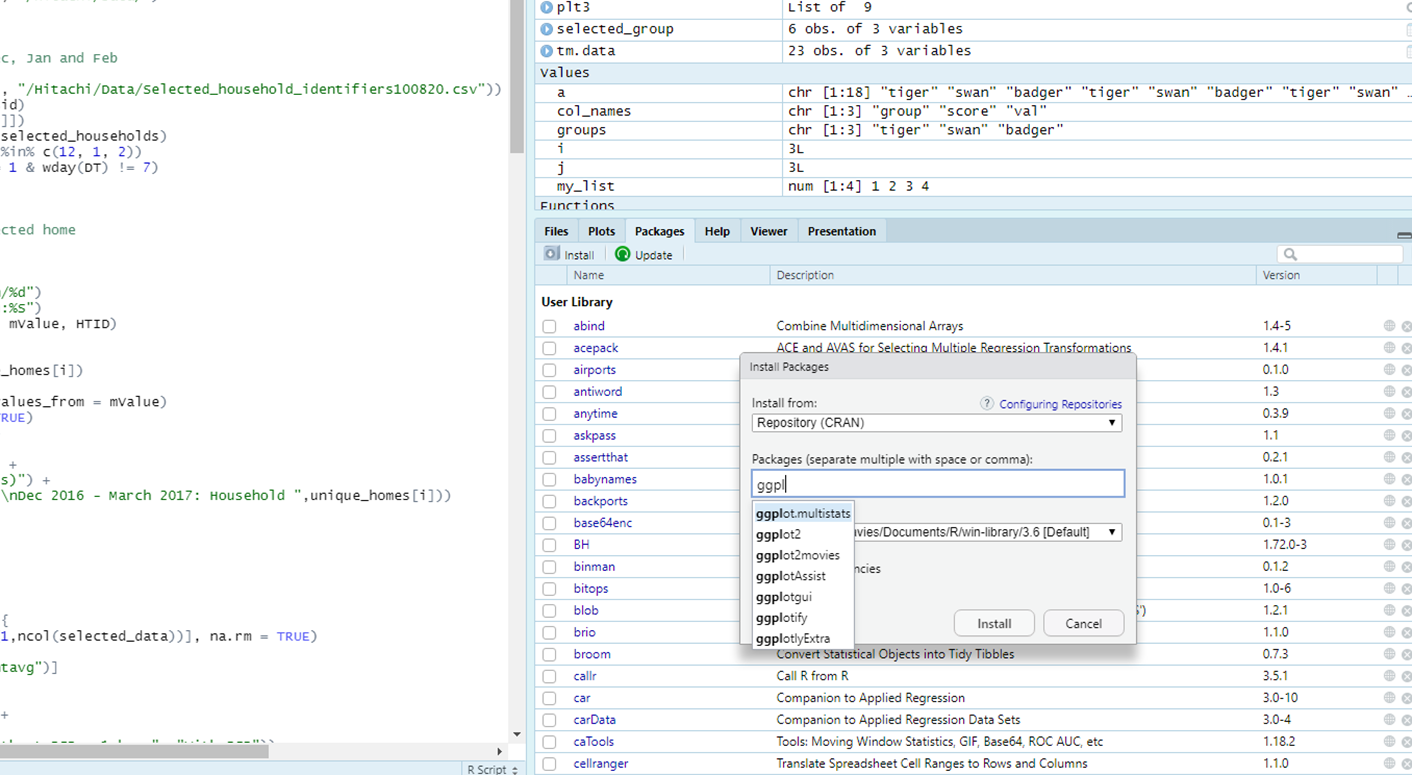 c, Jan and Feb
, "/Hitachi/Data/Selected_household_identifiers100820.csv"))
id)
]])
selected_households)
%in% c(12, 1, 2))
1 & wday(DT) != 7)
cted home
/%d")
:%S")
mValue, HTID)
_homes[i])
alues_from = mValue)
RUE)
+
s)") +
\nDec 2016 - March 2017: Household ",unique_homes[i]))
{
1,ncol(selected_data))], na.rm = TRUE)
tavg")]
+
R Script
plt3 List of 9
selected_group 6 obs. of 3 variables
tm.data 23 obs. of 3 variables
Values
a chr [1:18] "tiger" "swan" "badger" "tiger" "swan" "badger" "tiger" "swan" …
col_names chr [1:3] "group" "score" "val"
groups chr [1:3] "tiger" "swan" "badger"
i 3L
j 3L
my_list num [1:4] 1 2 3 4
Functions
Files Plots Packages Help Viewer Presentation
Install Update
Name Description Version
User Library
abind Combine Multidimensional Arrays 1.4-5
acepack ACE and AVAS for Selecting Multiple Regression Transformations 1.4.1
airports 0.1.0
antiword 1.3
anytime 0.3.9
askpass 1.1
assertthat 0.2.1
babynames 1.0.1
backports 1.2.0
base64enc 0.1-3
BH 1.72.0-3
binman 0.1.2
bitops 1.0-6
blob ') 1.2.1
brio 1.1.0
broom Convert Statistical Objects into Tidy Tibbles 0.7.3
callr Call R from R 3.5.1
car Companion to Applied Regression 3.0-10
carData Companion to Applied Regression Data Sets 3.0-4
caTools Tools: Moving Window Statistics, GIF, Base64, ROC AUC, etc 1.18.2
cellranger Translate Spreadsheet Cell Ranges to Rows and Columns 1.1.0
Install Packages
Install from: ? Configuring Repositories
Repository (CRAN)
Packages (separate multiple with space or comma):
ggpl
ggplot.multistats
ggplot2
ggplot2movies
ggplotAssist
ggplotgui
ggplotify
ggplotlyExtra
avies/Documents/R/win-library/3.6 [Default]
ncies
Install Cancel